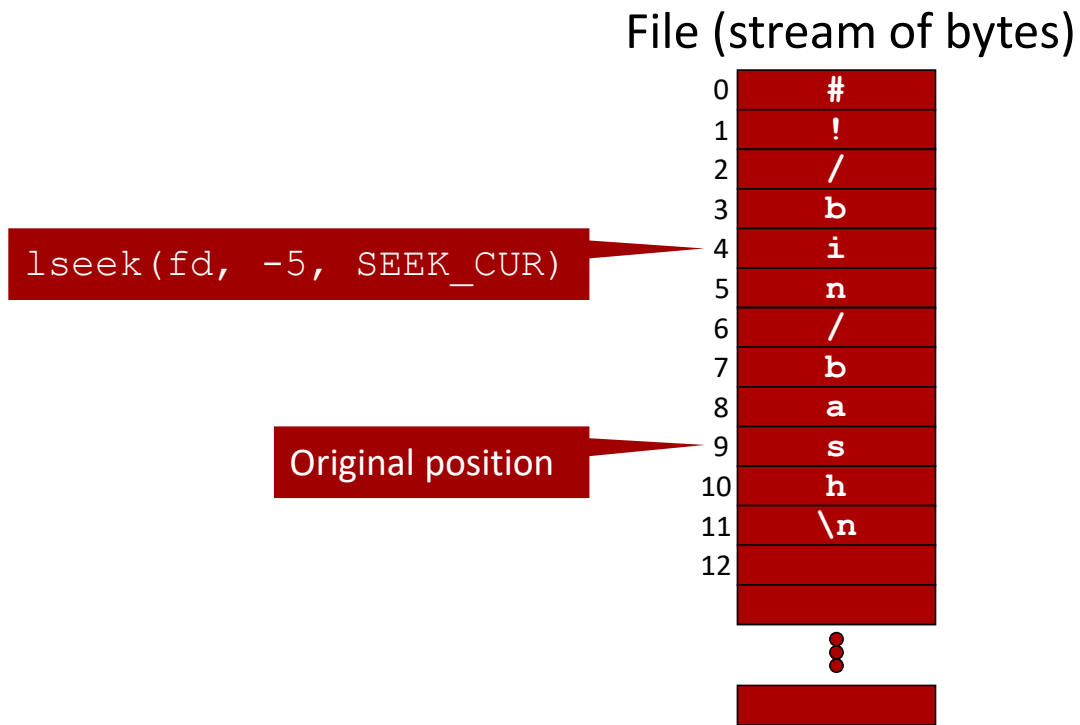 File (stream of bytes)
0 #
1 !
2 /
3 b
lseek(fd, -5, SEEK_CUR) 4 i
5 n
6 /
7 b
8 a
Original position 9 s
10 h
11 \n
12